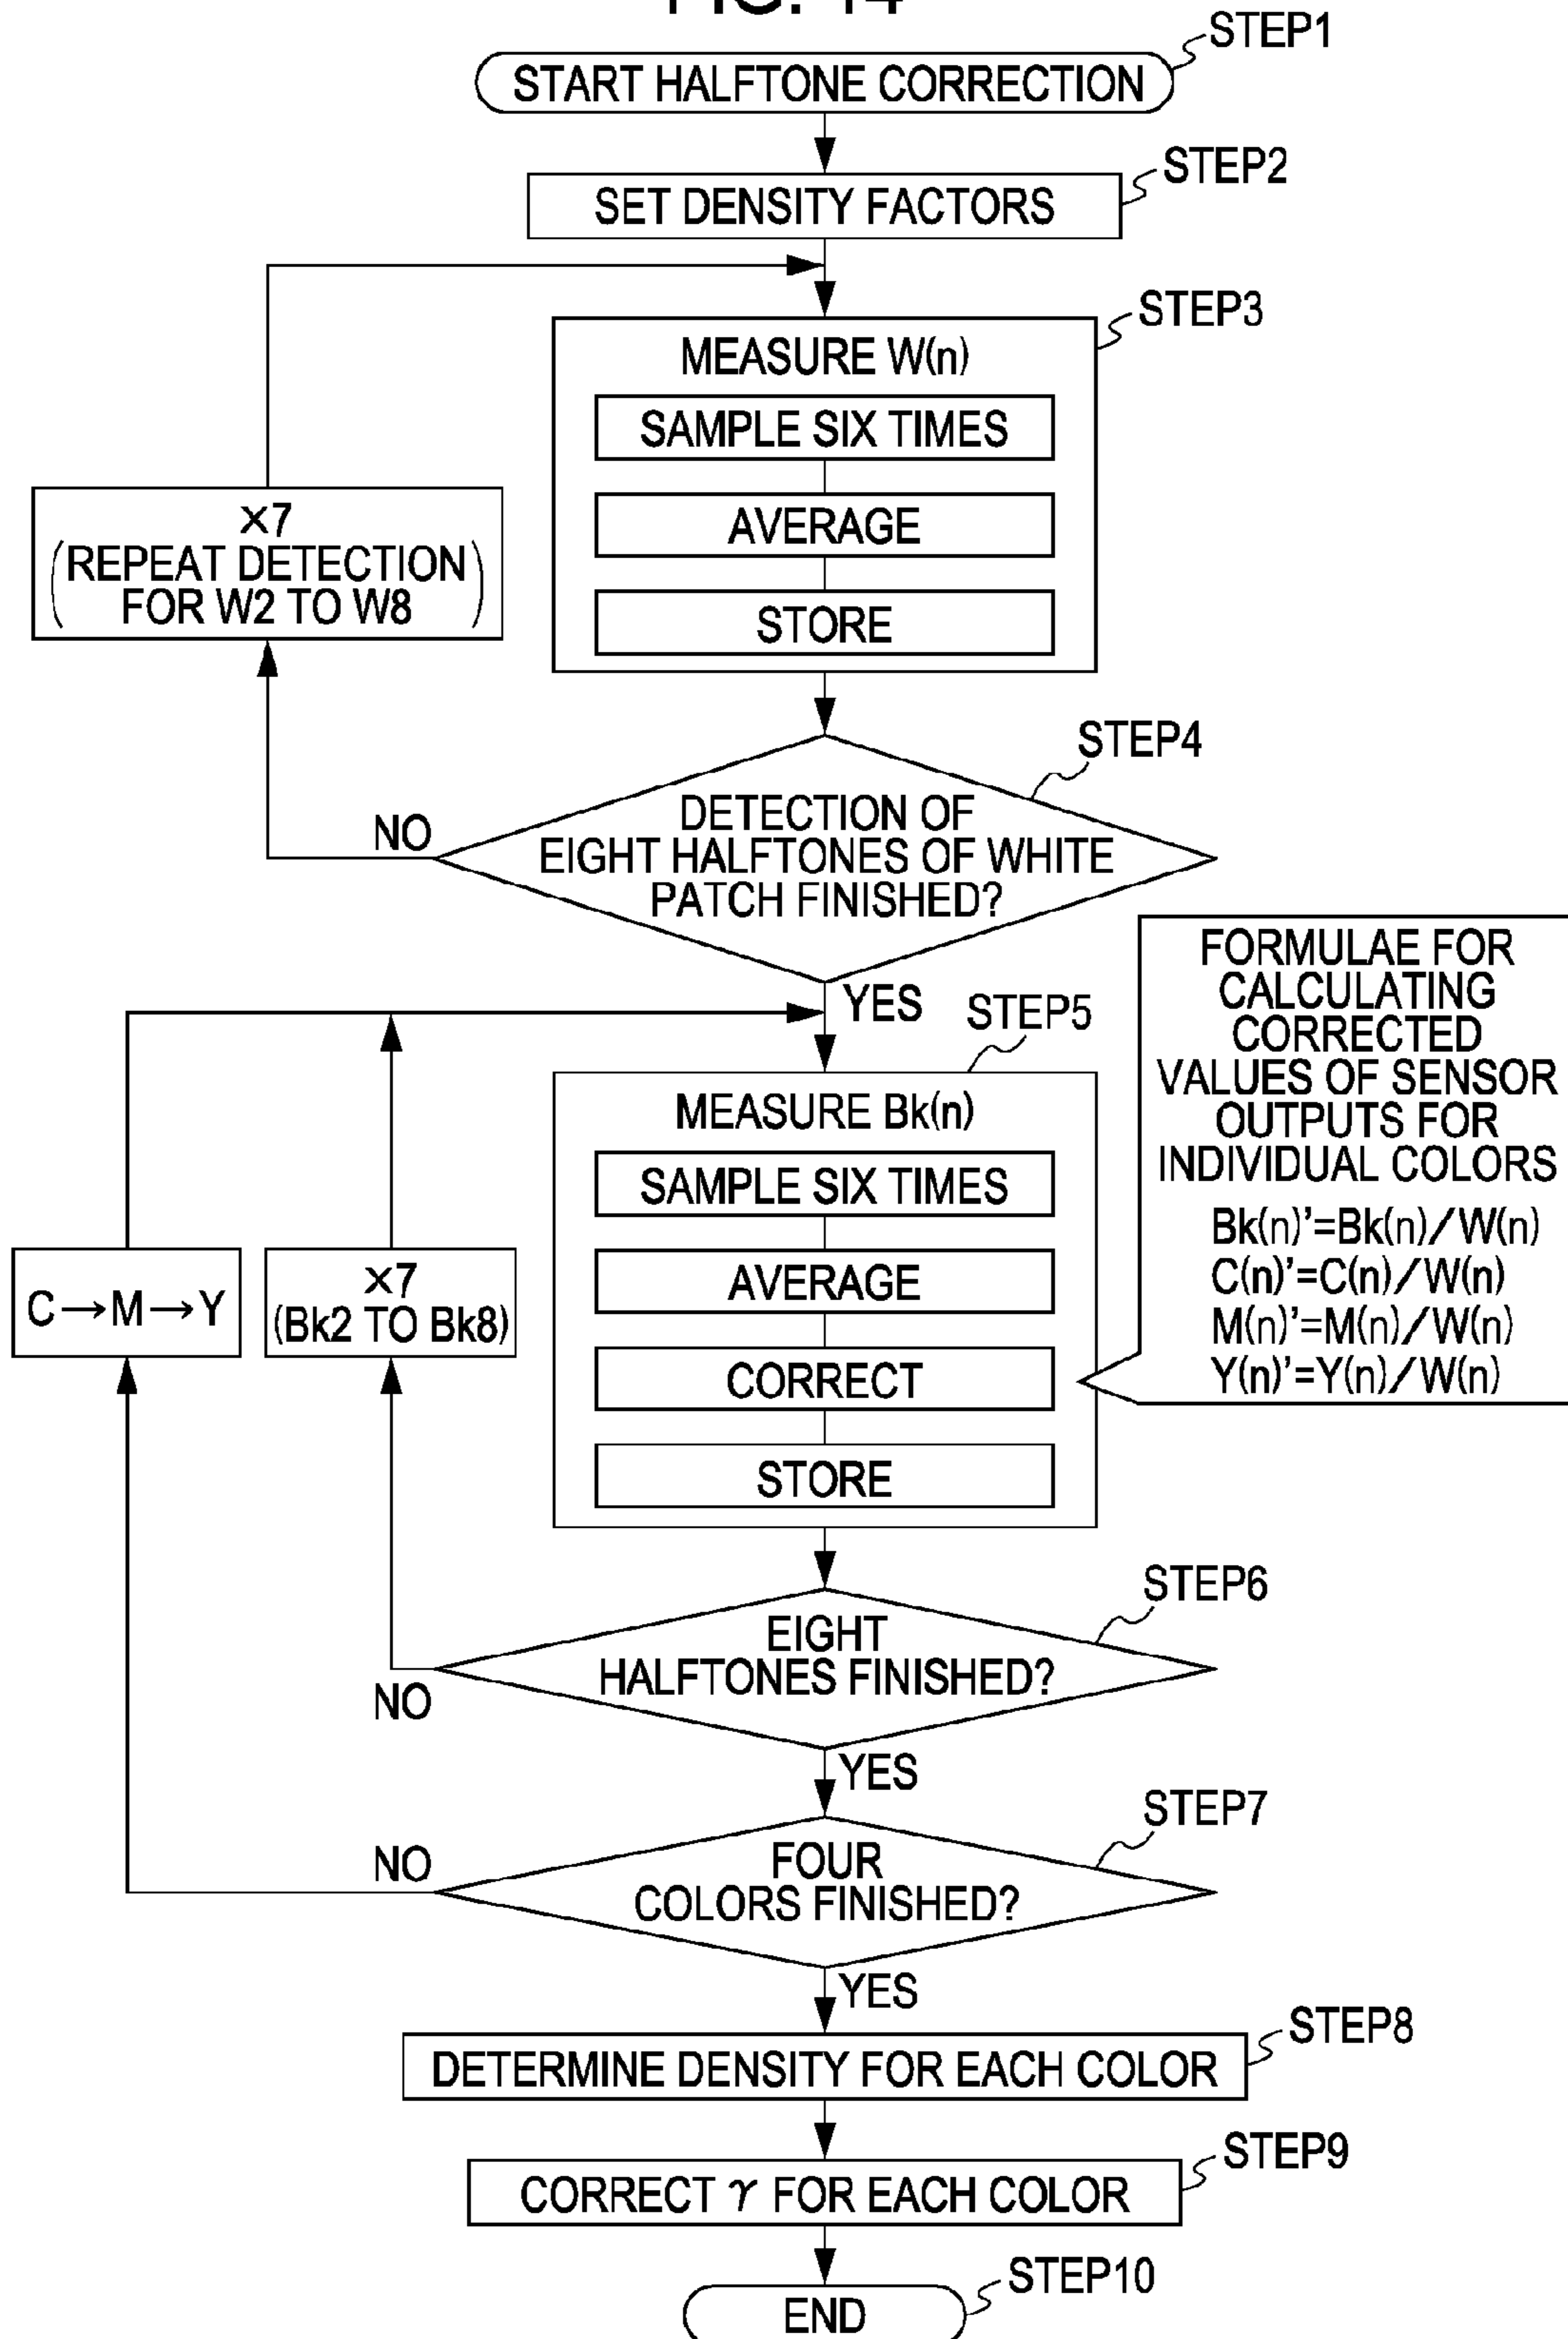 FIG. 14
STEP1
START HALFTONE CORRECTION
STEP2
SET DENSITY FACTORS
STEP3
MEASURE W(n)
SAMPLE SIX TIMES
AVERAGE
STORE
×7
(REPEAT DETECTION
FOR W2 TO W8)
STEP4
DETECTION OF
EIGHT HALFTONES OF WHITE
PATCH FINISHED?
NO
YES
STEP5
MEASURE Bk(n)
SAMPLE SIX TIMES
AVERAGE
CORRECT
STORE
FORMULAE FOR
CALCULATING
CORRECTED
VALUES OF SENSOR
OUTPUTS FOR
INDIVIDUAL COLORS
Bk(n)'=Bk(n)/W(n)
C(n)'=C(n)/W(n)
M(n)'=M(n)/W(n)
Y(n)'=Y(n)/W(n)
C→M→Y
×7
(Bk2 TO Bk8)
STEP6
EIGHT
HALFTONES FINISHED?
NO
YES
STEP7
FOUR
COLORS FINISHED?
NO
YES
STEP8
DETERMINE DENSITY FOR EACH COLOR
STEP9
CORRECT γ FOR EACH COLOR
STEP10
END